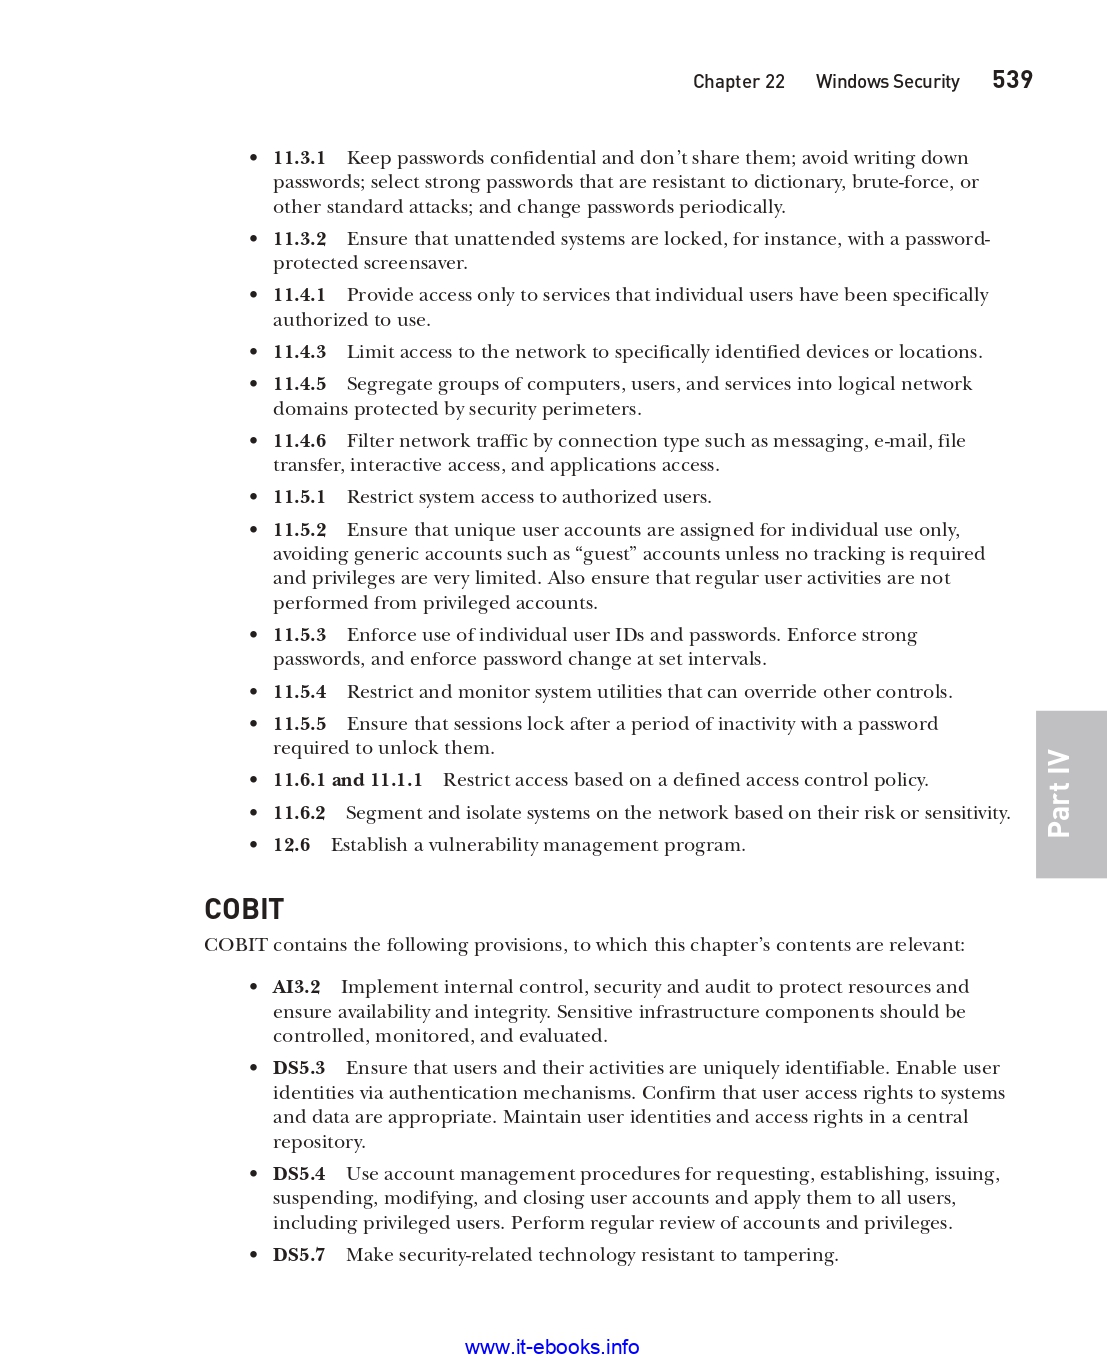 Chapter 22 Windows Security 539
• 11.3.1 Keep passwords confidential and don’t share them; avoid writing down
passwords; select strong passwords that are resistant to dictionary, brute-force, or
other standard attacks; and change passwords periodically.
• 11.3.2 Ensure that unattended systems are locked, for instance, with a password-
protected screensaver.
• 11.4.1 Provide access only to services that individual users have been specifically
authorized to use.
• 11.4.3 Limit access to the network to specifically identified devices or locations.
• 11.4.5 Segregate groups of computers, users, and services into logical network
domains protected by security perimeters.
• 11.4.6 Filter network traffic by connection type such as messaging, e-mail, file
transfer, interactive access, and applications access.
• 11.5.1 Restrict system access to authorized users.
• 11.5.2 Ensure that unique user accounts are assigned for individual use only,
avoiding generic accounts such as “guest” accounts unless no tracking is required
and privileges are very limited. Also ensure that regular user activities are not
performed from privileged accounts.
• 11.5.3 Enforce use of individual user IDs and passwords. Enforce strong
passwords, and enforce password change at set intervals.
• 11.5.4 Restrict and monitor system utilities that can override other controls.
• 11.5.5 Ensure that sessions lock after a period of inactivity with a password
required to unlock them.
• 11.6.1 and 11.1.1 Restrict access based on a defined access control policy.
• 11.6.2 Segment and isolate systems on the network based on their risk or sensitivity.
• 12.6 Establish a vulnerability management program.
Part IV
COBIT
COBIT contains the following provisions, to which this chapter’s contents are relevant:
• AI3.2 Implement internal control, security and audit to protect resources and
ensure availability and integrity. Sensitive infrastructure components should be
controlled, monitored, and evaluated.
• DS5.3 Ensure that users and their activities are uniquely identifiable. Enable user
identities via authentication mechanisms. Confirm that user access rights to systems
and data are appropriate. Maintain user identities and access rights in a central
repository.
• DS5.4 Use account management procedures for requesting, establishing, issuing,
suspending, modifying, and closing user accounts and apply them to all users,
including privileged users. Perform regular review of accounts and privileges.
• DS5.7 Make security-related technology resistant to tampering.
www.it-ebooks.info